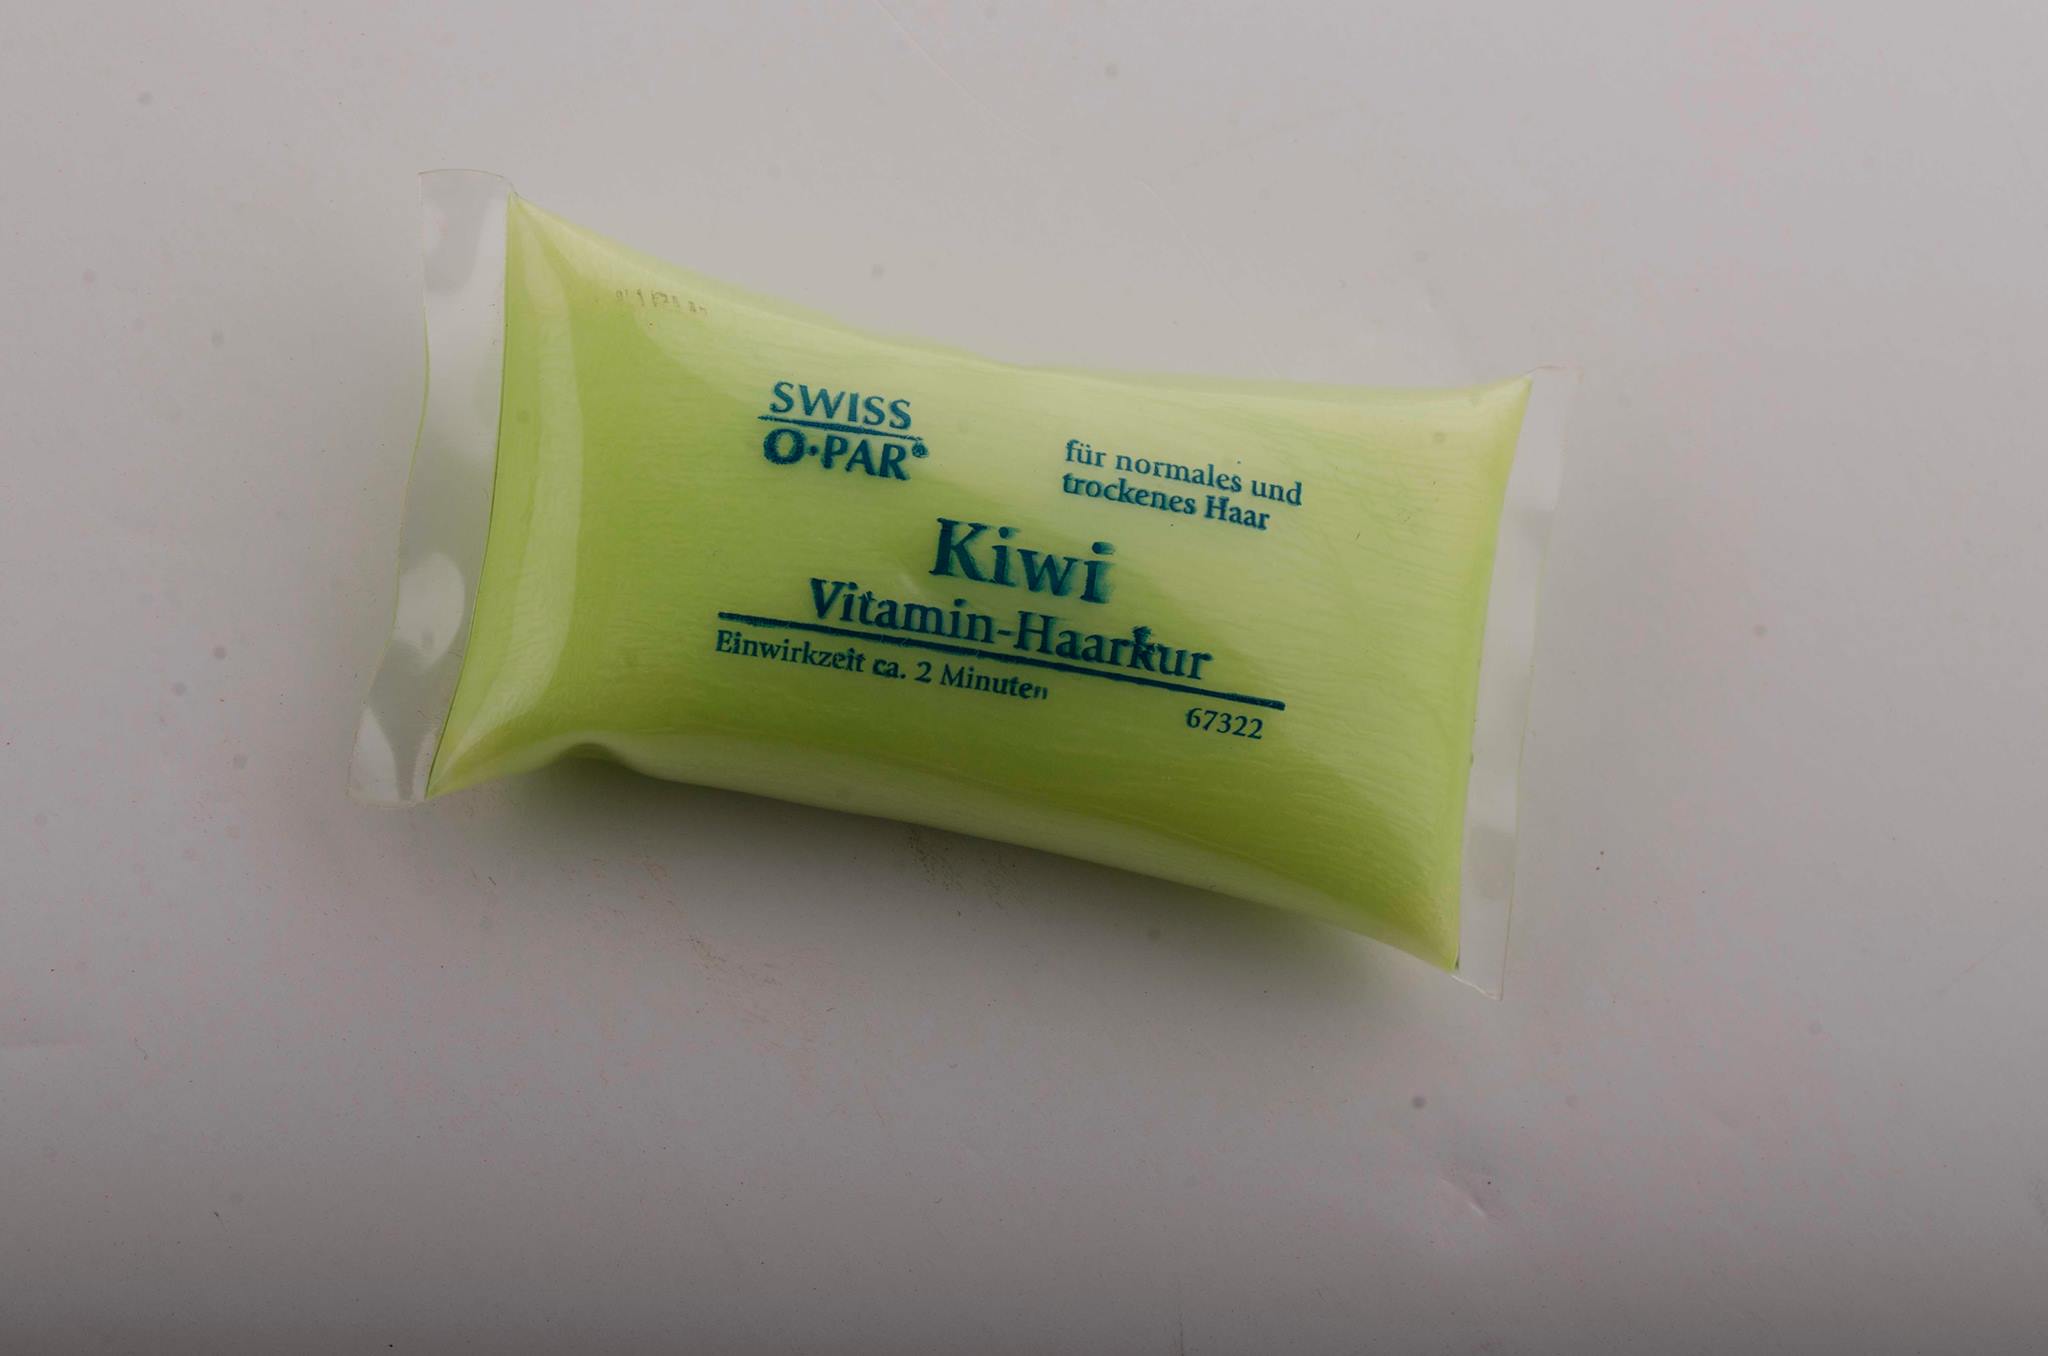 SWISS
O·PAR®
für normales und
trockenes Haar
Kiwi
Vitamin-Haarkur
Einwirkzeit ca. 2 Minuten
67322